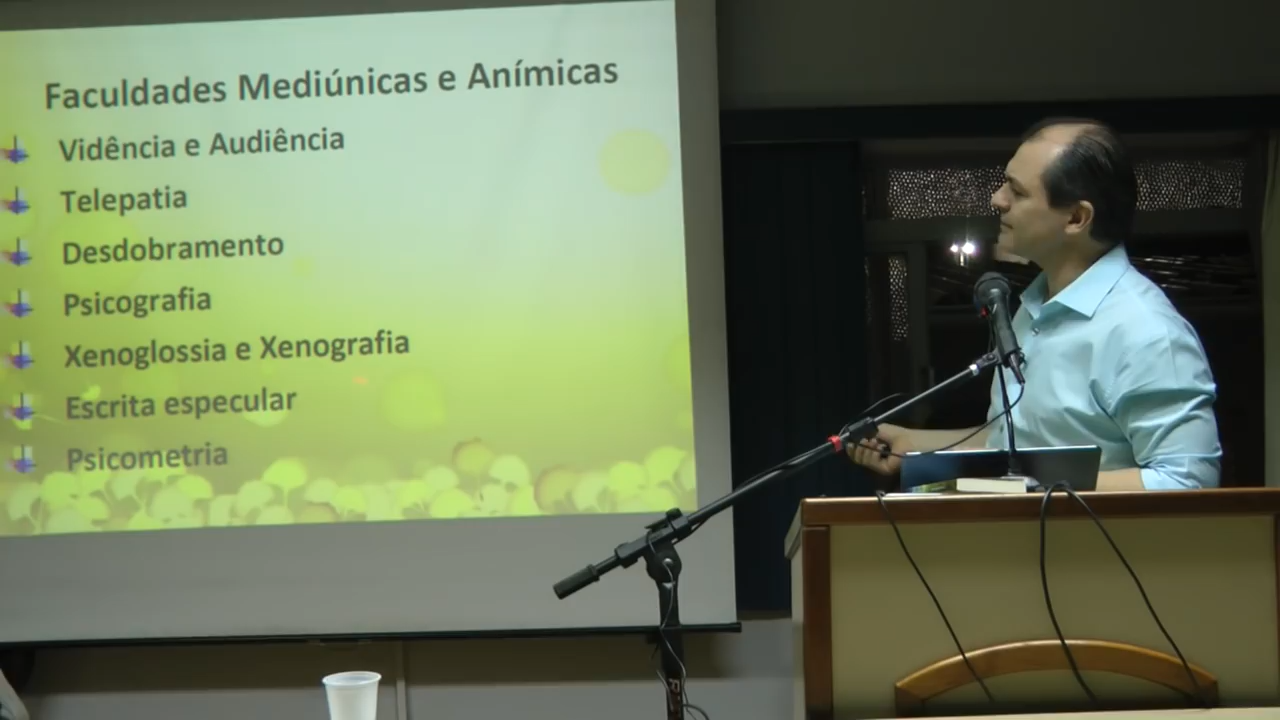 Faculdades Mediúnicas e Anímicas
Vidência e Audiência
Telepatia
Desdobramento
Psicografia
Xenoglossia e Xenografia
Escrita especular
Psicometria